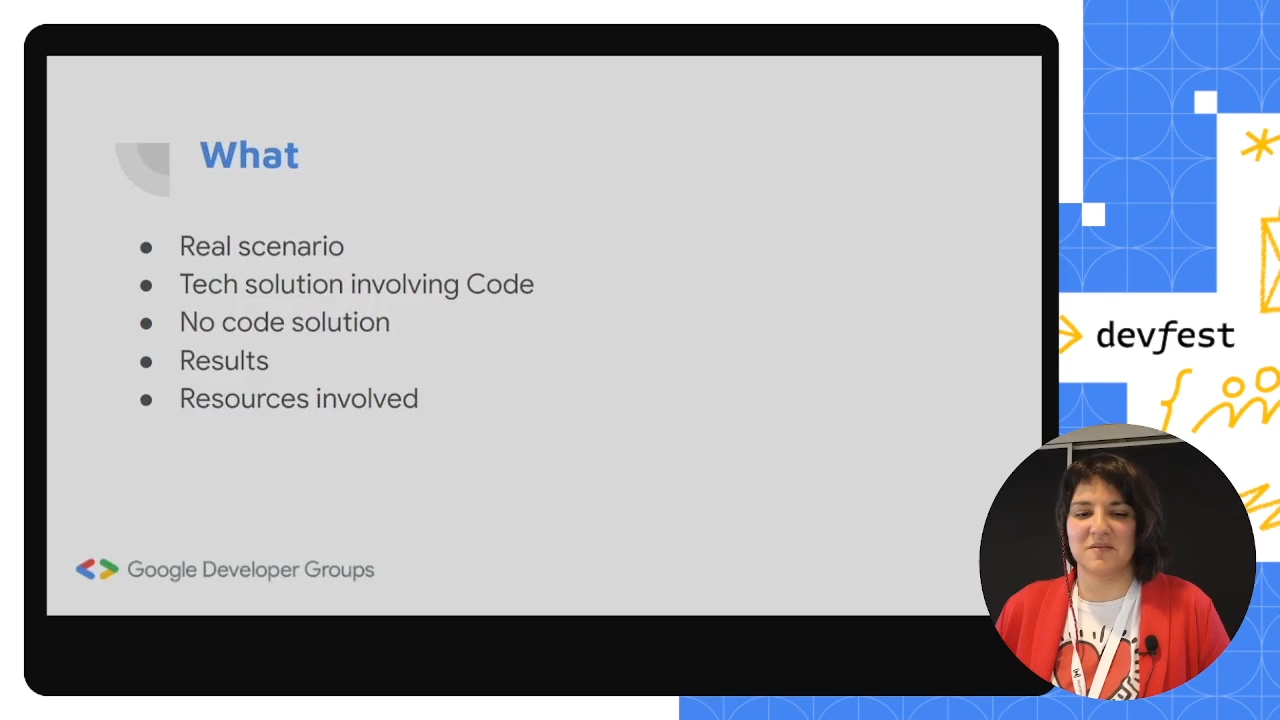 What
● Real scenario
● Tech solution involving Code
● No code solution
● Results
● Resources involved
Google Developer Groups
devfest